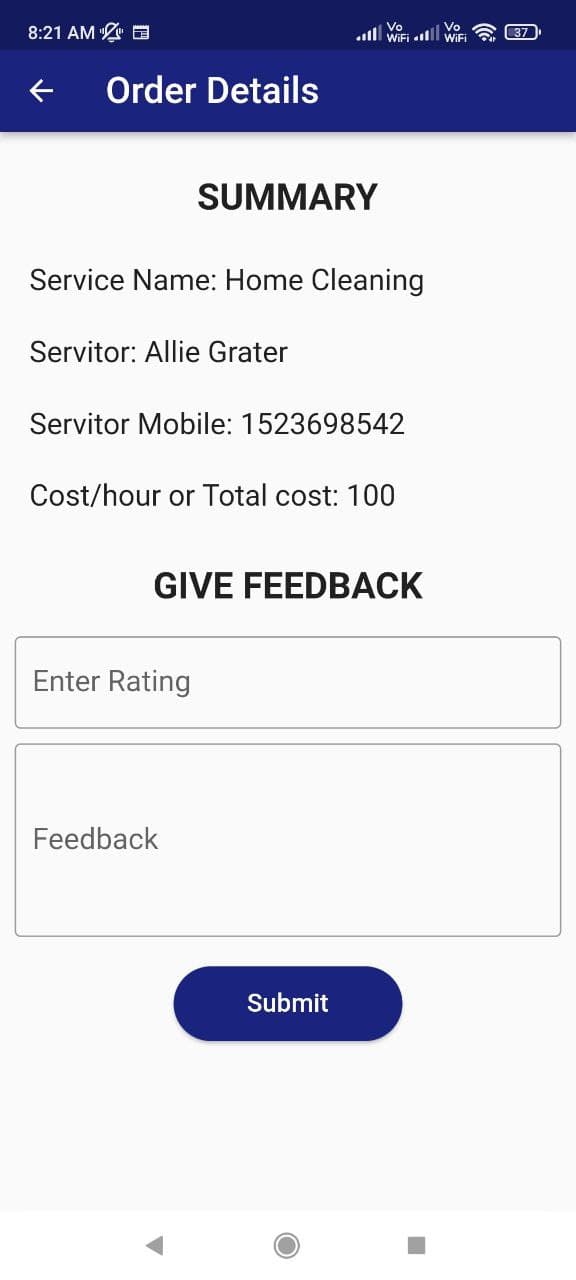 8:21 AM Vo WiFi Vo WiFi 37
Order Details
SUMMARY
Service Name: Home Cleaning
Servitor: Allie Grater
Servitor Mobile: 1523698542
Cost/hour or Total cost: 100
GIVE FEEDBACK
Enter Rating
Feedback
Submit